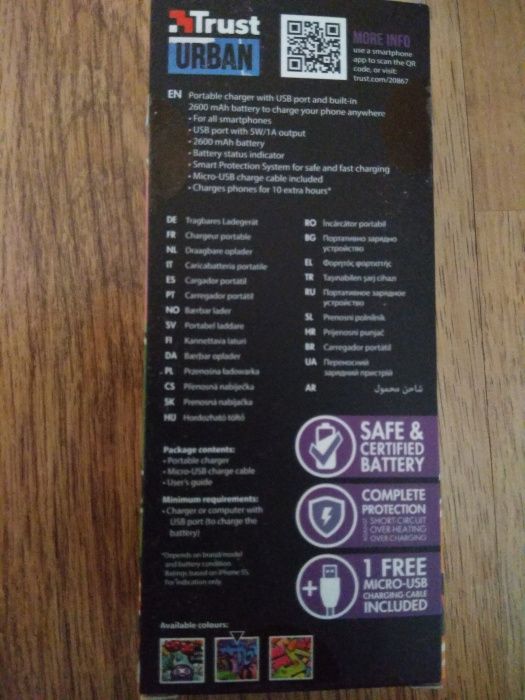 Trust
URBAN
MORE INFO
use a smartphone
app to scan the QR
code, or visit:
trust.com/20867
EN Portable charger with USB port and built-in
2600 mAh battery to charge your phone anywhere
• For all smartphones
• USB port with 5W/1A output
• 2600 mAh battery
• Battery status indicator
• Smart Protection System for safe and fast charging
• Micro-USB charge cable included
• Charges phones for 10 extra hours*
DE Tragbares Ladegerät
FR Chargeur portable
NL Draagbare oplader
IT Caricabatteria portatile
ES Cargador portátil
PT Carregador portátil
NO Bærbar lader
SV Portabel laddare
FI Kannettava laturi
DA Bærbar oplader
PL Przenośna ładowarka
CS Přenosná nabíječka
SK Prenosná nabíjačka
HU Hordozható töltő
RO Încărcător portabil
BG Портативно зарядно
устройство
EL Φορητός φορτιστής
TR Taşınabilen şarj cihazı
RU Портативное зарядное
устройство
SL Prenosni polnilnik
HR Prijenosni punjač
BR Carregador portátil
UA Переносний
зарядний пристрій
AR شاحن محمول
Package contents:
• Portable charger
• Micro-USB charge cable
• User's guide
Minimum requirements:
• Charger or computer with
USB port (to charge the
battery)
*Depends on brand/model
and battery condition.
Ratings based on iPhone 5S.
For indication only.
SAFE &
CERTIFIED
BATTERY
COMPLETE
PROTECTION
SHORT-CIRCUIT
OVER-HEATING
OVER-CHARGING
1 FREE
MICRO-USB
CHARGING-CABLE
INCLUDED
Available colours: